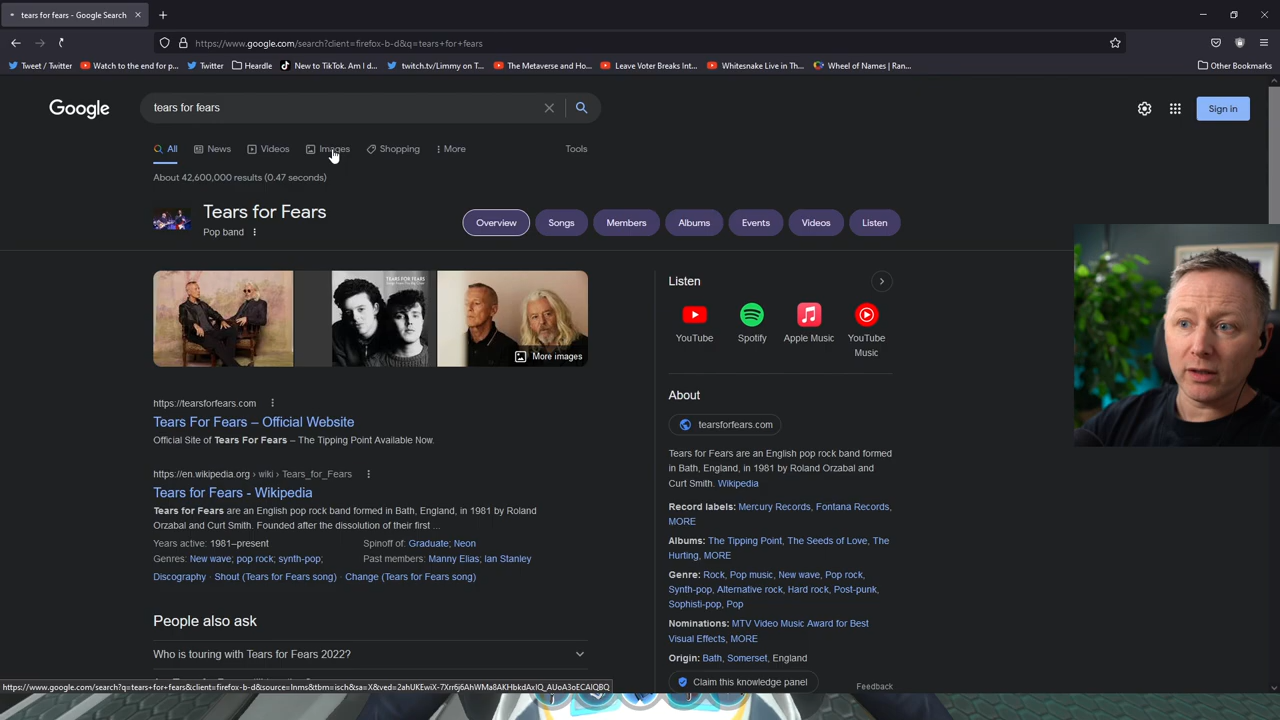 tears for fears - Google Search
https://www.google.com/search?client=firefox-b-d&q=tears+for+fears
Tweet / Twitter
Watch to the end for p...
Twitter
Heardle
New to TikTok. Am I d...
twitch.tv/Limmy on T...
The Metaverse and Ho...
Leave Voter Breaks Int...
Whitesnake Live in Th...
Wheel of Names | Ran...
Other Bookmarks
Google
tears for fears
Sign in
All
News
Videos
Images
Shopping
More
Tools
About 42,600,000 results (0.47 seconds)
Tears for Fears
Pop band
Overview
Songs
Members
Albums
Events
Videos
Listen
TEARS FOR FEARS
More images
https://tearsforfears.com
Tears For Fears – Official Website
Official Site of Tears For Fears – The Tipping Point Available Now.
https://en.wikipedia.org › wiki › Tears_for_Fears
Tears for Fears - Wikipedia
Tears for Fears are an English pop rock band formed in Bath, England, in 1981 by Roland
Orzabal and Curt Smith. Founded after the dissolution of their first ...
Years active: 1981–present
Spinoff of: Graduate; Neon
Genres: New wave; pop rock; synth-pop;
Past members: Manny Elias; Ian Stanley
Discography · Shout (Tears for Fears song) · Change (Tears for Fears song)
People also ask
Who is touring with Tears for Fears 2022?
Listen
YouTube
Spotify
Apple Music
YouTube
Music
About
tearsforfears.com
Tears for Fears are an English pop rock band formed
in Bath, England, in 1981 by Roland Orzabal and
Curt Smith. Wikipedia
Record labels: Mercury Records, Fontana Records,
MORE
Albums: The Tipping Point, The Seeds of Love, The
Hurting, MORE
Genre: Rock, Pop music, New wave, Pop rock,
Synth-pop, Alternative rock, Hard rock, Post-punk,
Sophisti-pop, Pop
Nominations: MTV Video Music Award for Best
Visual Effects, MORE
Origin: Bath, Somerset, England
Claim this knowledge panel
Feedback